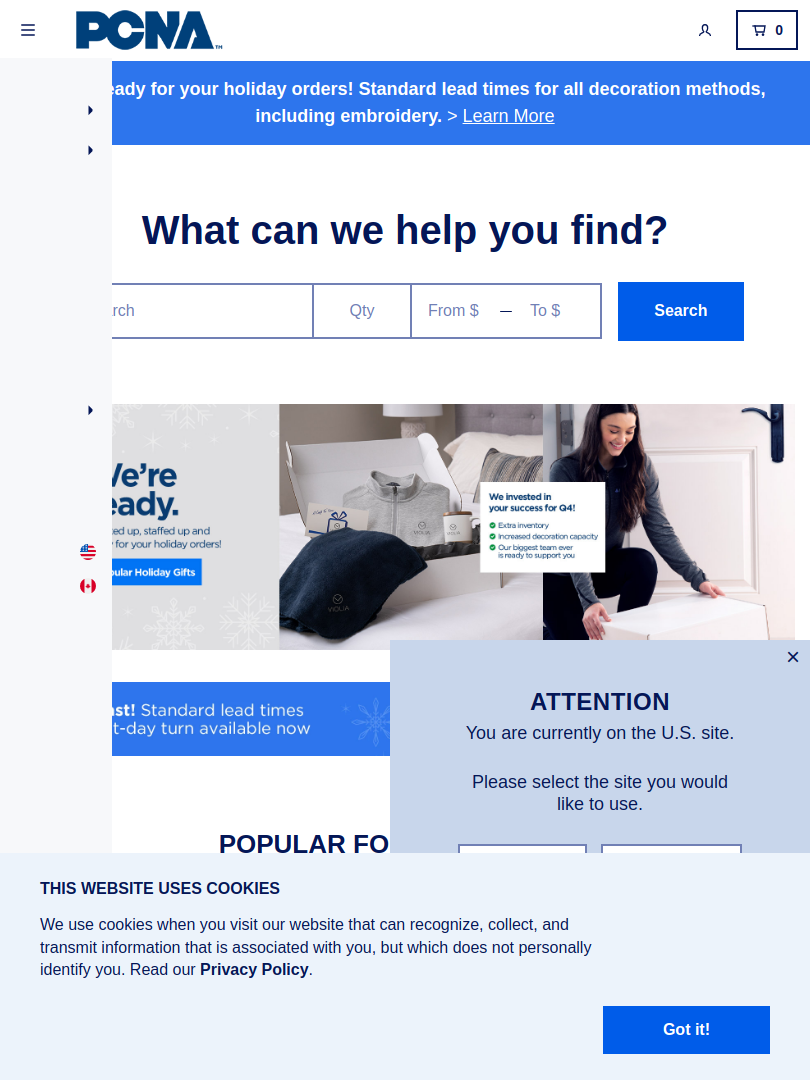 PCNA
TM
0
eady for your holiday orders! Standard lead times for all decoration methods,
including embroidery. > Learn More
What can we help you find?
rch
Qty
From $ — To $
Search
We're
eady.
ed up, staffed up and
for your holiday orders!
ular Holiday Gifts
VIOLIA
VIOLIA
We invested in
your success for Q4!
Extra inventory
Increased decoration capacity
Our biggest team ever
is ready to support you
st! Standard lead times
t-day turn available now
ATTENTION
You are currently on the U.S. site.
Please select the site you would
like to use.
POPULAR FO
THIS WEBSITE USES COOKIES
We use cookies when you visit our website that can recognize, collect, and
transmit information that is associated with you, but which does not personally
identify you. Read our Privacy Policy.
Got it!